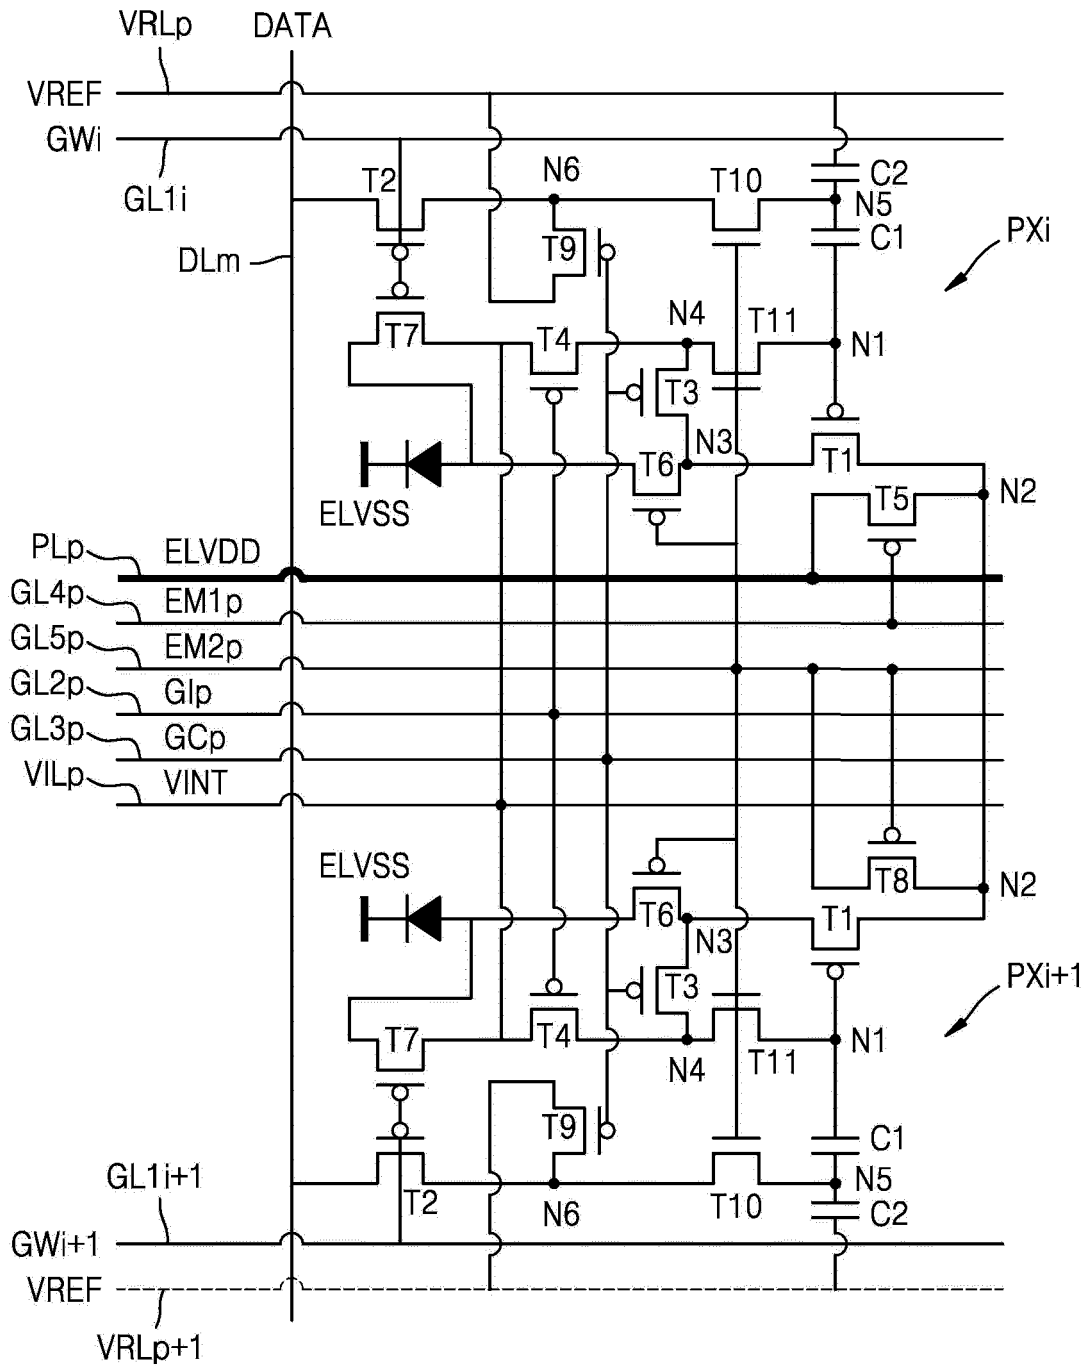 VRLp
DATA
VREF
GWi
GL1i
DLm
T2
N6
T10
C2
N5
C1
T9
PXi
T7
T4
N4
T11
N1
T3
N3
T6
T1
ELVSS
T5
N2
PLp
ELVDD
GL4p
EM1p
GL5p
EM2p
GL2p
GIp
GL3p
GCp
VILp
VINT
ELVSS
T8
N2
T6
N3
T1
T3
PXi+1
T7
T4
N4
T11
N1
T9
C1
GL1i+1
T2
N6
T10
N5
C2
GWi+1
VREF
VRLp+1